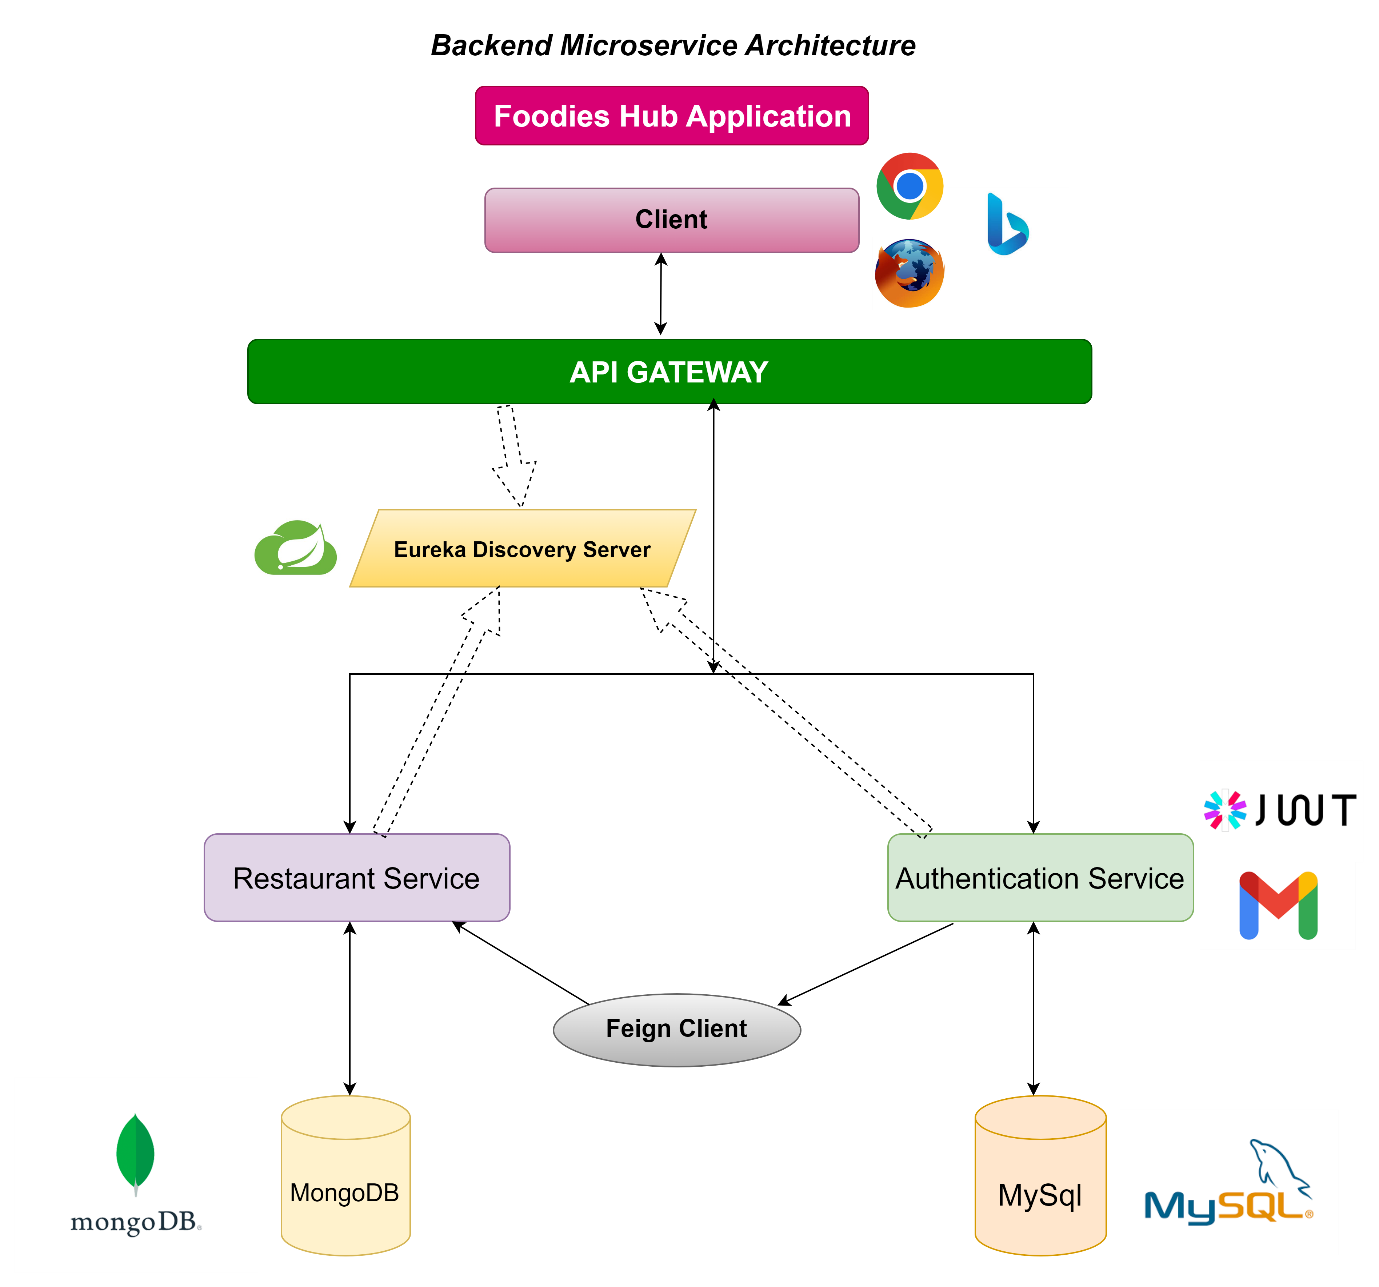 Backend Microservice Architecture
Foodies Hub Application
Client
API GATEWAY
Eureka Discovery Server
JWT
Restaurant Service
Authentication Service
Feign Client
MongoDB
mongoDB®
MySql
MySQL®